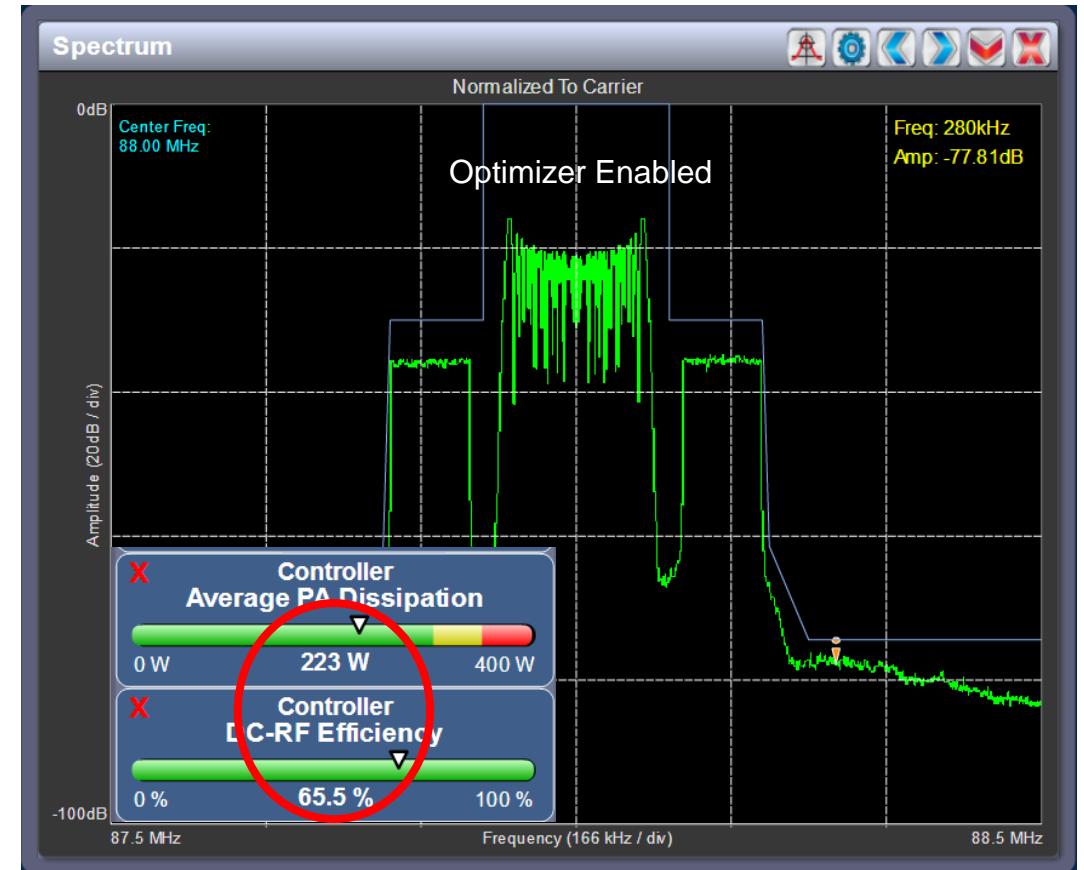 Spectrum
Normalized To Carrier
0dB
Center Freq:
88.00 MHz
Freq: 280kHz
Amp: -77.81dB
Optimizer Enabled
Amplitude (20dB / div)
X Controller
Average PA Dissipation
0 W 223 W 400 W
X Controller
DC-RF Efficiency
0 % 65.5 % 100 %
-100dB
87.5 MHz Frequency (166 kHz / div) 88.5 MHz